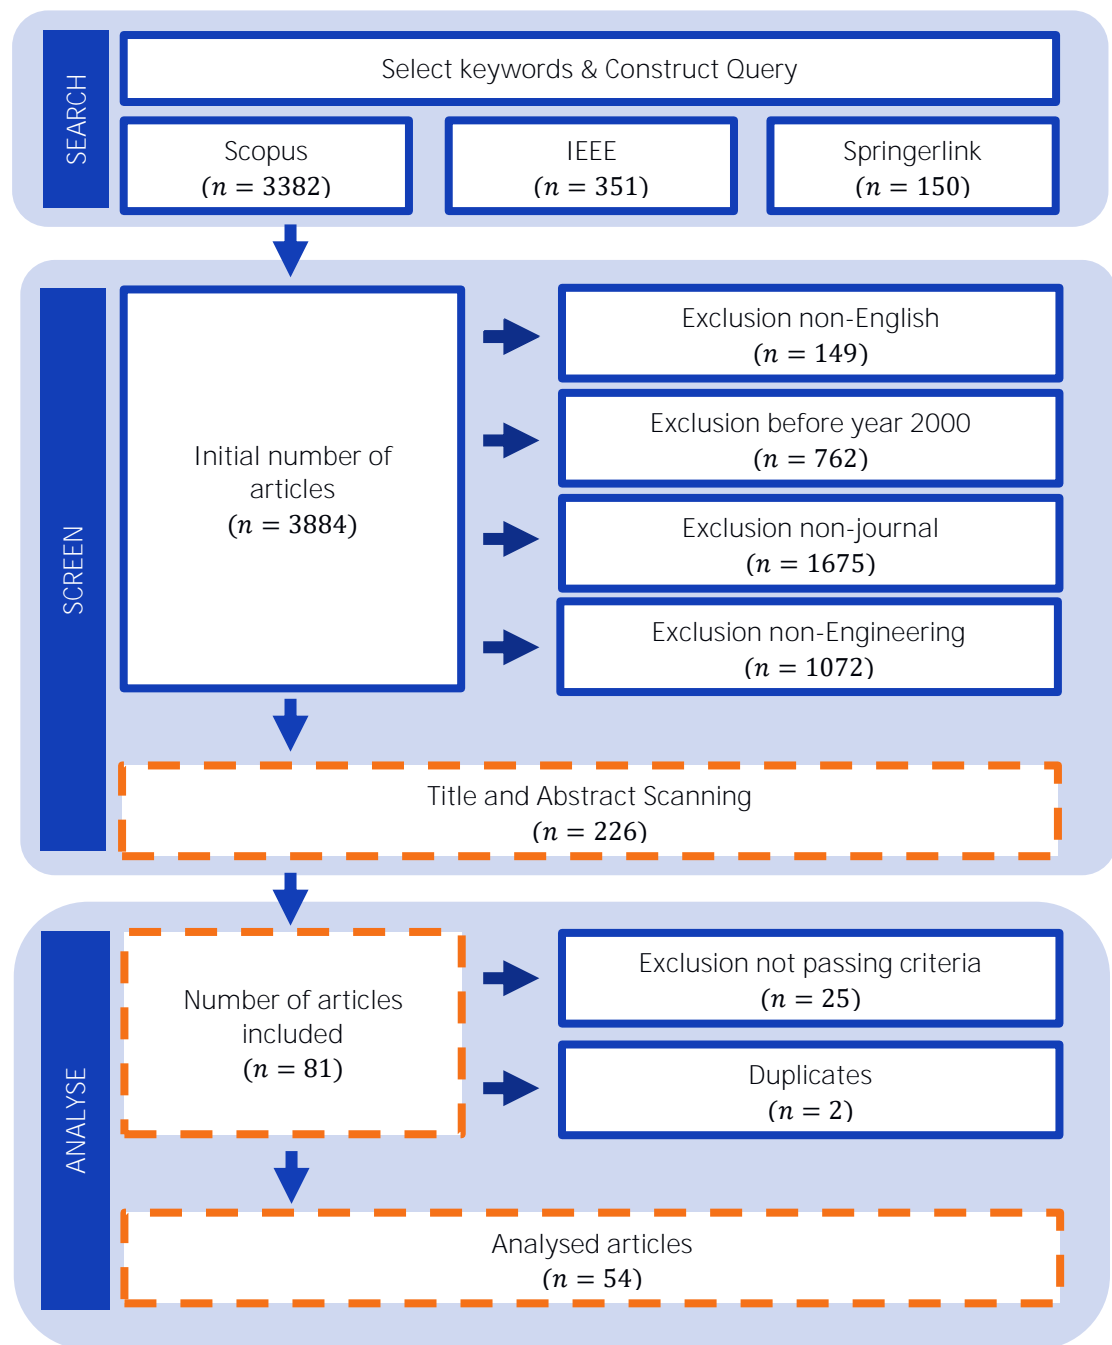 SEARCH
Select keywords & Construct Query
Scopus
(n = 3382)
IEEE
(n = 351)
Springerlink
(n = 150)
SCREEN
Initial number of
articles
(n = 3884)
Exclusion non-English
(n = 149)
Exclusion before year 2000
(n = 762)
Exclusion non-journal
(n = 1675)
Exclusion non-Engineering
(n = 1072)
Title and Abstract Scanning
(n = 226)
ANALYSE
Number of articles
included
(n = 81)
Exclusion not passing criteria
(n = 25)
Duplicates
(n = 2)
Analysed articles
(n = 54)